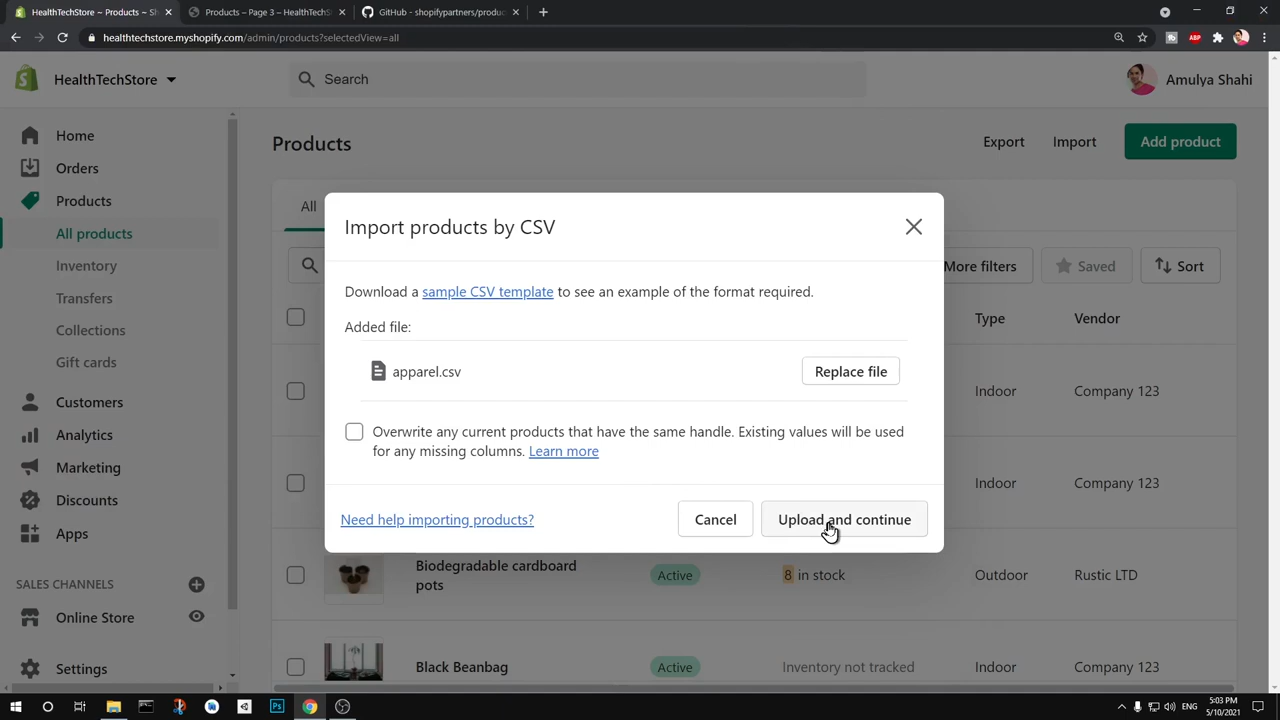 HealthTechStore ~ Products ~ Sh
Products – Page 3 – HealthTechS
GitHub - shopifypartners/produc
healthtechstore.myshopify.com/admin/products?selectedView=all
ABP
HealthTechStore
Search
Amulya Shahi
Home
Orders
Products
All products
Inventory
Transfers
Collections
Gift cards
Customers
Analytics
Marketing
Discounts
Apps
SALES CHANNELS
Online Store
Settings
Products
Export
Import
Add product
All
More filters
Saved
Sort
Type
Vendor
Indoor
Company 123
Indoor
Company 123
Biodegradable cardboard
pots
Active
8 in stock
Outdoor
Rustic LTD
Black Beanbag
Active
Inventory not tracked
Indoor
Company 123
Import products by CSV
Download a sample CSV template to see an example of the format required.
Added file:
apparel.csv
Replace file
Overwrite any current products that have the same handle. Existing values will be used
for any missing columns. Learn more
Need help importing products?
Cancel
Upload and continue
Ps
ENG
5:03 PM
5/10/2021